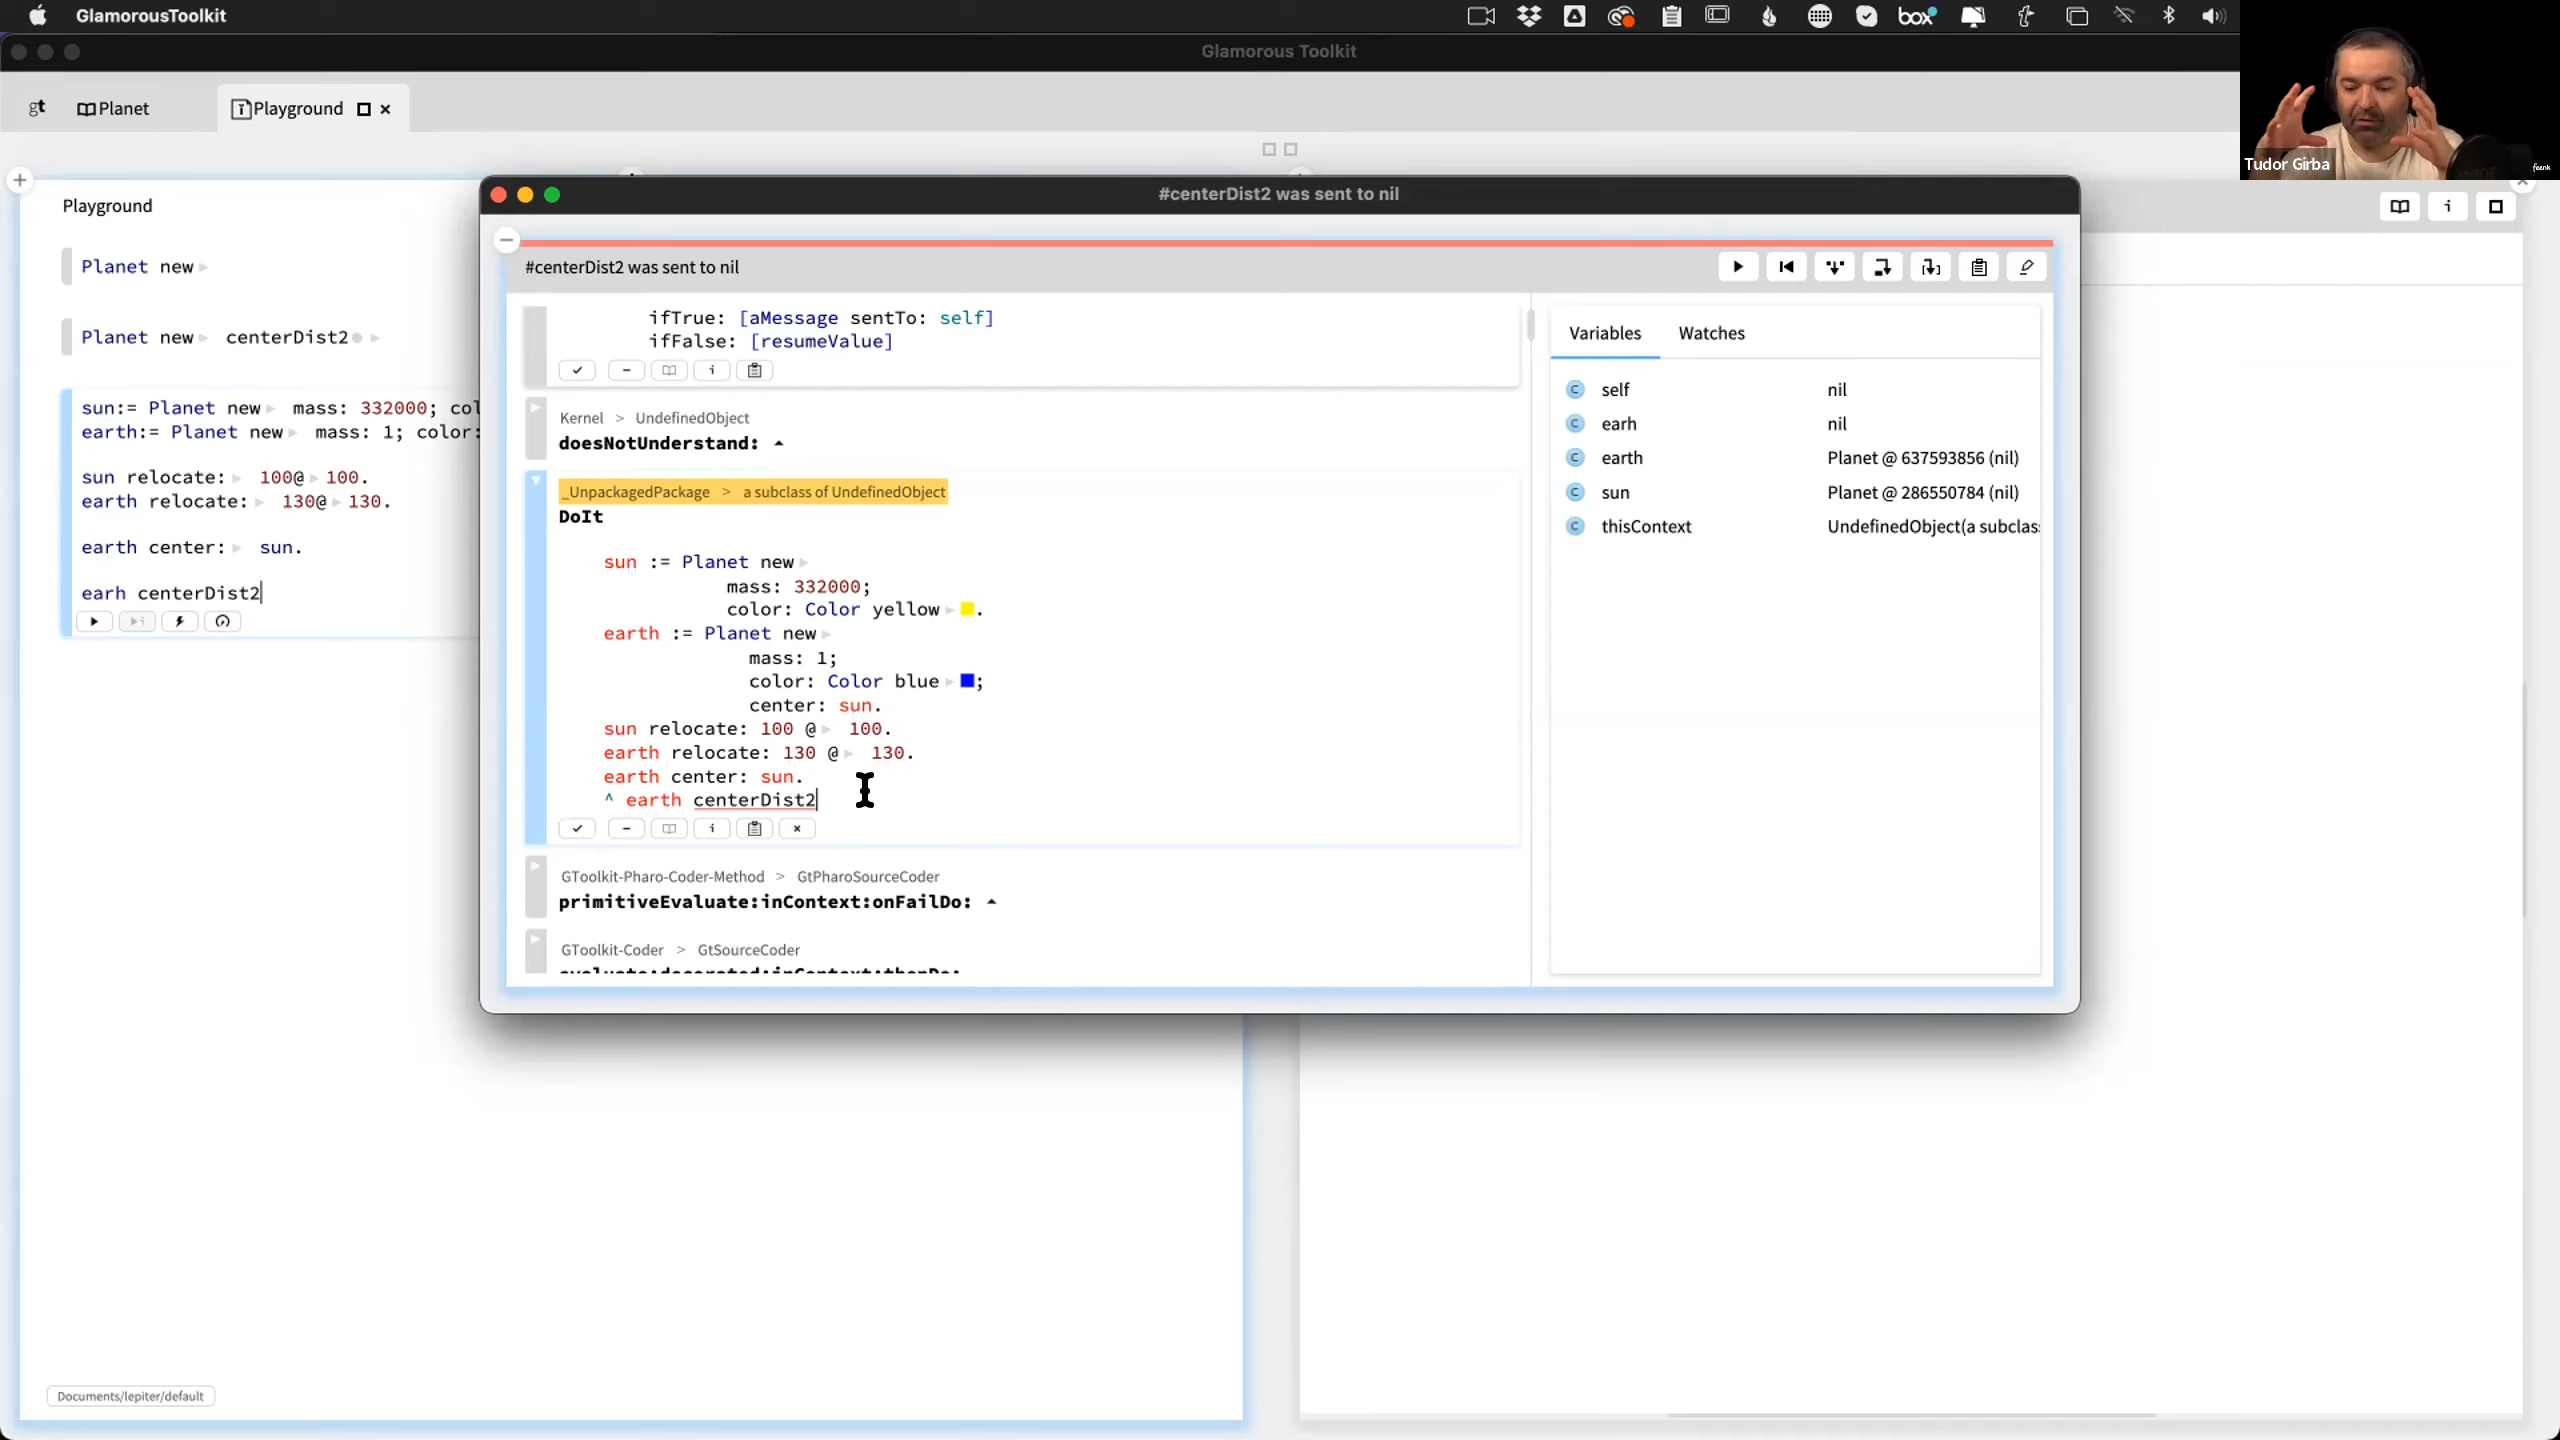 GlamorousToolkit
box
Glamorous Toolkit
gt
Planet
Playground
Tudor Girba
feenk
Playground
Planet new
Planet new centerDist2
sun:= Planet new mass: 332000; col
earth:= Planet new mass: 1; color:
sun relocate: 100@ 100.
earth relocate: 130@ 130.
earth center: sun.
earh centerDist2
#centerDist2 was sent to nil
#centerDist2 was sent to nil
ifTrue: [aMessage sentTo: self]
ifFalse: [resumeValue]
Kernel > UndefinedObject
doesNotUnderstand:
_UnpackagedPackage > a subclass of UndefinedObject
DoIt
sun := Planet new
mass: 332000;
color: Color yellow .
earth := Planet new
mass: 1;
color: Color blue ;
center: sun.
sun relocate: 100 @ 100.
earth relocate: 130 @ 130.
earth center: sun.
^ earth centerDist2
GToolkit-Pharo-Coder-Method > GtPharoSourceCoder
primitiveEvaluate:inContext:onFailDo:
GToolkit-Coder > GtSourceCoder
evaluate:decorated:inContext:thenDo:
Variables Watches
self nil
earh nil
earth Planet @ 637593856 (nil)
sun Planet @ 286550784 (nil)
thisContext UndefinedObject(a subclas
Documents/lepiter/default